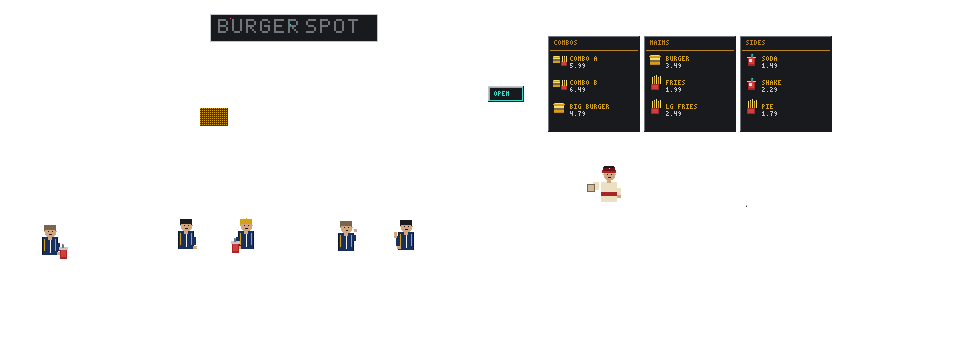 BURGER SPOT
OPEN
COMBOS
COMBO A
5.99
COMBO B
6.49
BIG BURGER
4.79
MAINS
BURGER
3.49
FRIES
1.99
LG FRIES
2.49
SIDES
SODA
1.49
SHAKE
2.29
PIE
1.79